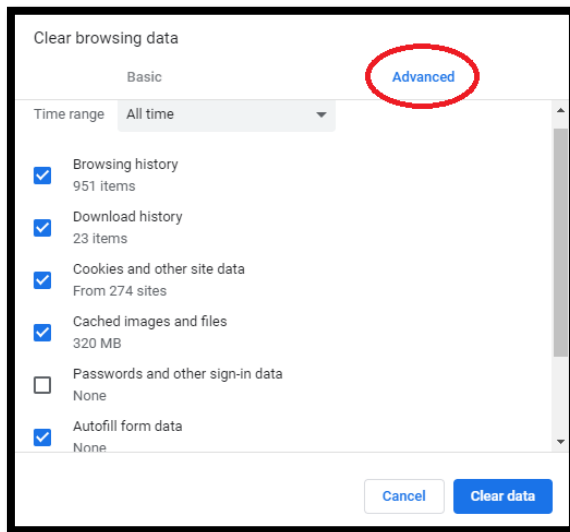 Clear browsing data
Basic Advanced
Time range All time
Browsing history
951 items
Download history
23 items
Cookies and other site data
From 274 sites
Cached images and files
320 MB
Passwords and other sign-in data
None
Autofill form data
None
Cancel Clear data